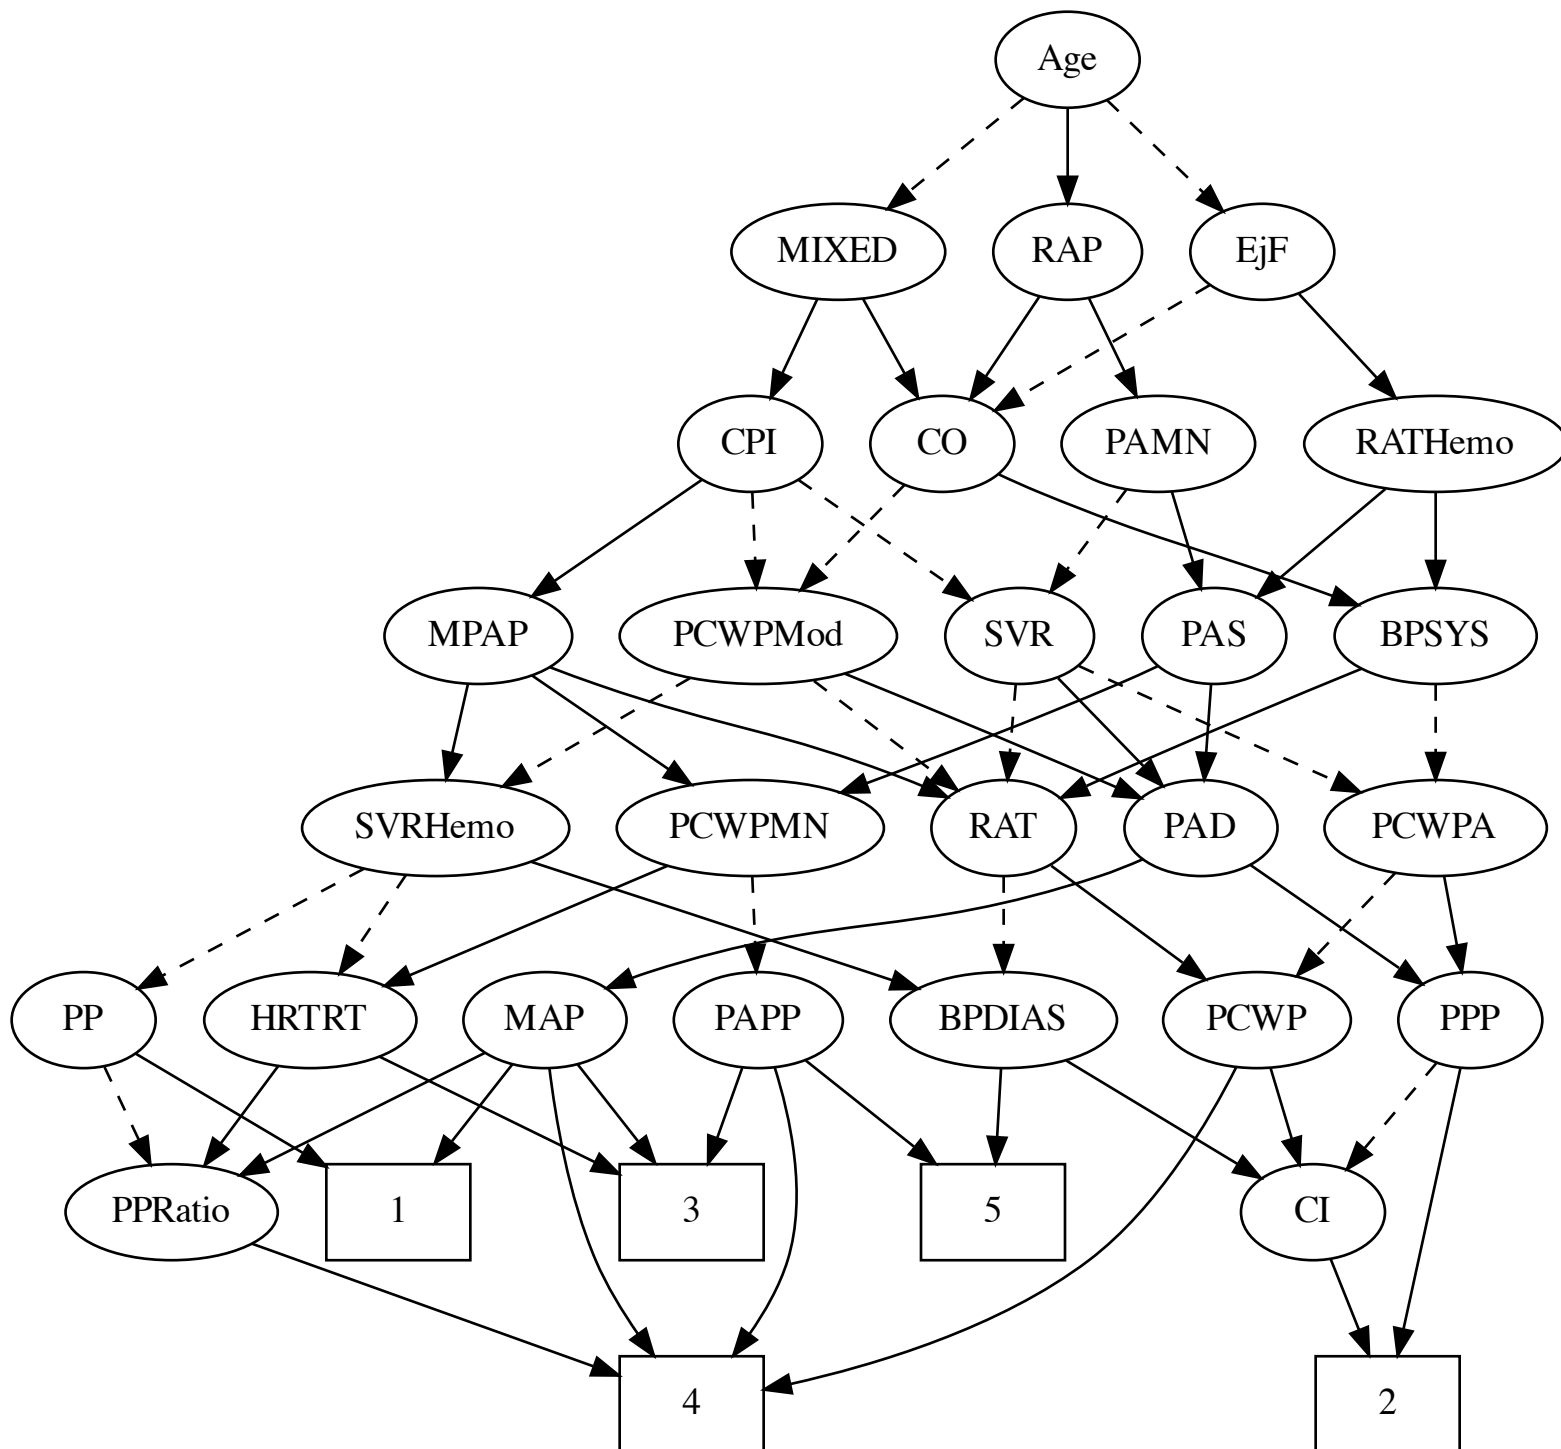 Age
MIXED
RAP
EjF
CPI
CO
PAMN
RATHemo
MPAP
PCWPMod
SVR
PAS
BPSYS
SVRHemo
PCWPMN
RAT
PAD
PCWPA
PP
HRTRT
MAP
PAPP
BPDIAS
PCWP
PPP
PPRatio
1
3
5
CI
4
2